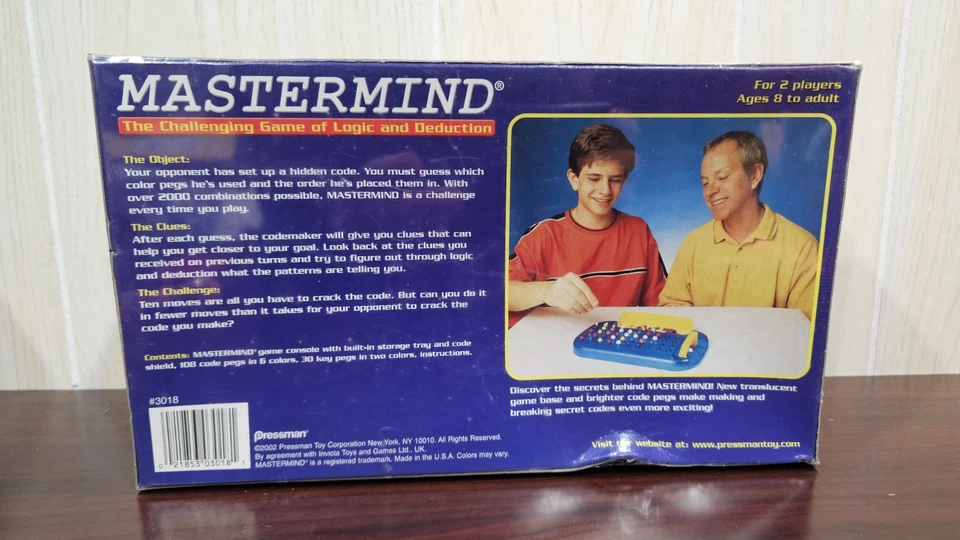 MASTERMIND®
The Challenging Game of Logic and Deduction
For 2 players
Ages 8 to adult
The Object:
Your opponent has set up a hidden code. You must guess which
color pegs he's used and the order he's placed them in. With
over 2000 combinations possible, MASTERMIND is a challenge
every time you play.
The Clues:
After each guess, the codemaker will give you clues that can
help you get closer to your goal. Look back at the clues you
received on previous turns and try to figure out through logic
and deduction what the patterns are telling you.
The Challenge:
Ten moves are all you have to crack the code. But can you do it
in fewer moves than it takes for your opponent to crack the
code you make?
Contents: MASTERMIND® game console with built-in storage tray and code
shield, 108 code pegs in 6 colors, 30 key pegs in two colors, instructions.
Discover the secrets behind MASTERMIND! New translucent
game base and brighter code pegs make making and
breaking secret codes even more exciting!
#3018
0 21853 03018 1
Pressman®
©2002 Pressman Toy Corporation New York, NY 10010. All Rights Reserved.
By agreement with Invicta Toys and Games Ltd., UK.
MASTERMIND® is a registered trademark. Made in the U.S.A. Colors may vary.
Visit our website at: www.pressmantoy.com